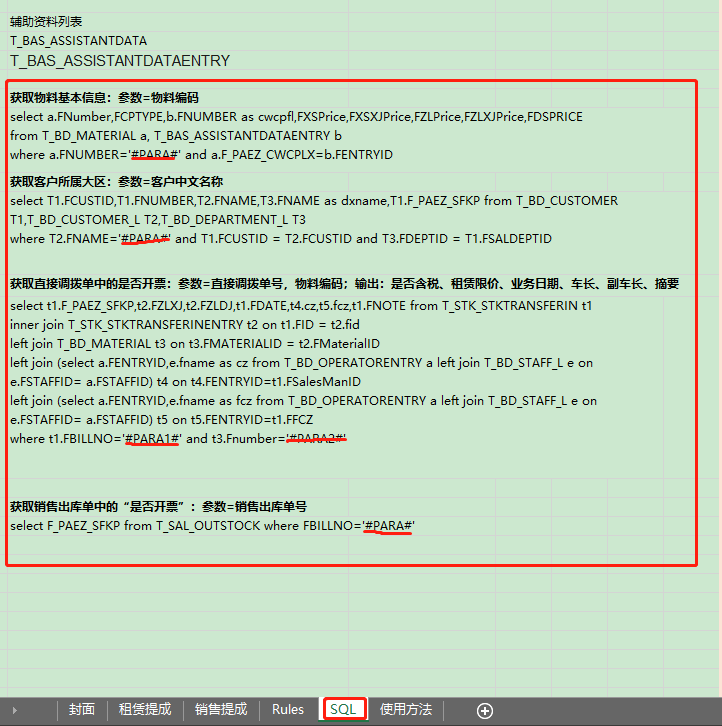 辅助资料列表
T_BAS_ASSISTANTDATA
T_BAS_ASSISTANTDATAENTRY
获取物料基本信息：参数=物料编码
select a.FNumber,FCPTYPE,b.FNUMBER as cwcpfl,FXSPrice,FXSXJPrice,FZLPrice,FZLXJPrice,FDSPRICE
from T_BD_MATERIAL a, T_BAS_ASSISTANTDATAENTRY b
where a.FNUMBER='#PARA#' and a.F_PAEZ_CWCPLX=b.FENTRYID
获取客户所属大区：参数=客户中文名称
select T1.FCUSTID,T1.FNUMBER,T2.FNAME,T3.FNAME as dxname,T1.F_PAEZ_SFKP from T_BD_CUSTOMER
T1,T_BD_CUSTOMER_L T2,T_BD_DEPARTMENT_L T3
where T2.FNAME='#PARA#' and T1.FCUSTID = T2.FCUSTID and T3.FDEPTID = T1.FSALDEPTID
获取直接调拨单中的是否开票：参数=直接调拨单号，物料编码；输出：是否含税、租赁限价、业务日期、车长、副车长、摘要
select t1.F_PAEZ_SFKP,t2.FZLXJ,t2.FZLDJ,t1.FDATE,t4.cz,t5.fcz,t1.FNOTE from T_STK_STKTRANSFERIN t1
inner join T_STK_STKTRANSFERINENTRY t2 on t1.FID = t2.fid
left join T_BD_MATERIAL t3 on t3.FMATERIALID = t2.FMaterialID
left join (select a.FENTRYID,e.fname as cz from T_BD_OPERATORENTRY a left join T_BD_STAFF_L e on
e.FSTAFFID= a.FSTAFFID) t4 on t4.FENTRYID=t1.FSalesManID
left join (select a.FENTRYID,e.fname as fcz from T_BD_OPERATORENTRY a left join T_BD_STAFF_L e on
e.FSTAFFID= a.FSTAFFID) t5 on t5.FENTRYID=t1.FFCZ
where t1.FBILLNO='#PARA1#' and t3.Fnumber='#PARA2#'
获取销售出库单中的“是否开票”：参数=销售出库单号
select F_PAEZ_SFKP from T_SAL_OUTSTOCK where FBILLNO='#PARA#'
封面 租赁提成 销售提成 Rules SQL 使用方法